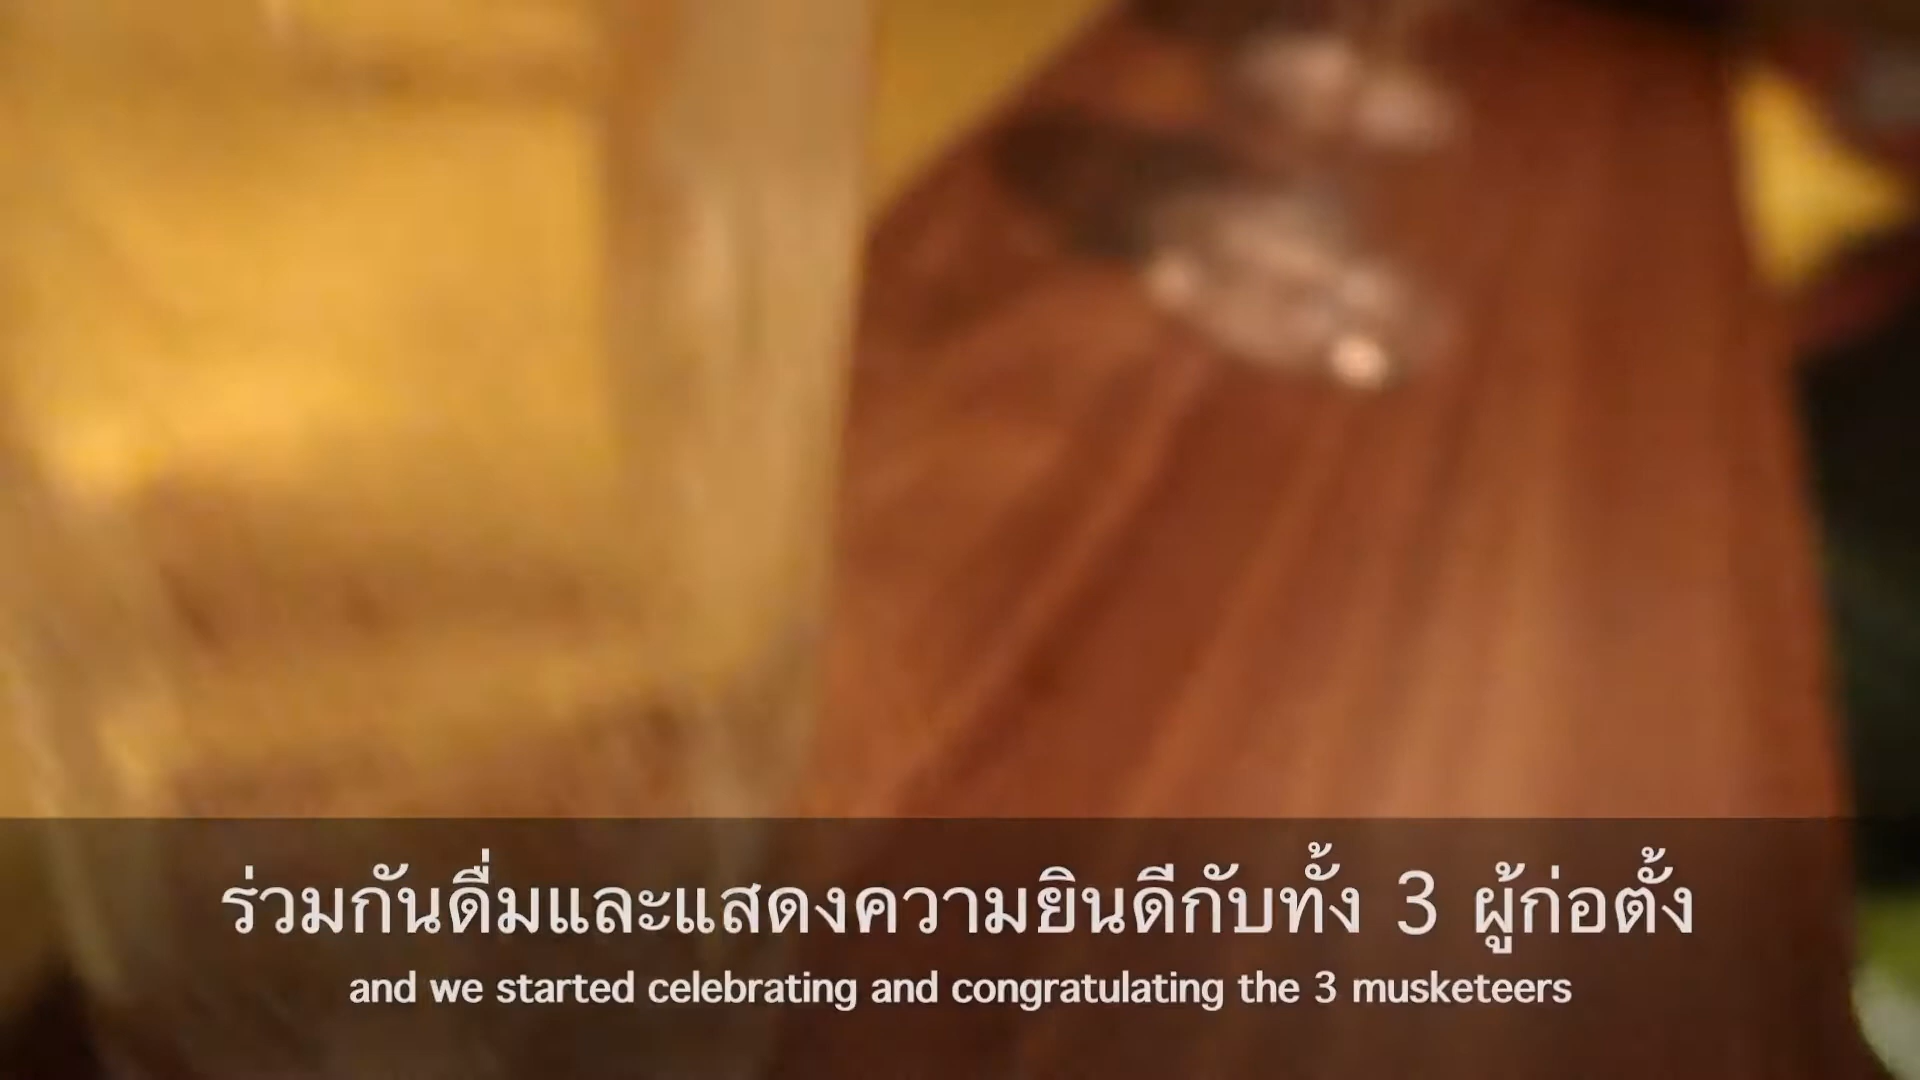 ร่วมกันดื่มและแสดงความยินดีกับทั้ง 3 ผู้ก่อตั้ง
and we started celebrating and congratulating the 3 musketeers